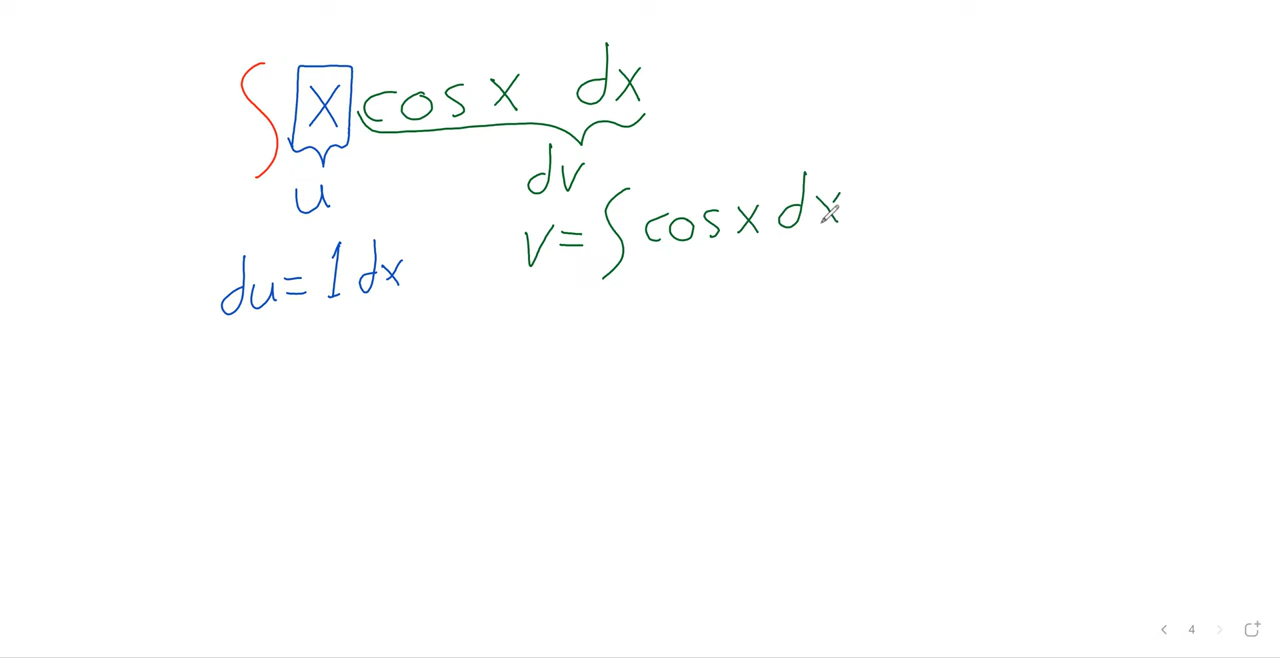 ∫ x cos x dx
u
dv
v = ∫ cos x dx
du = 1 dx
4